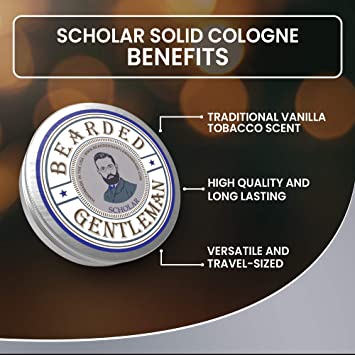 SCHOLAR SOLID COLOGNE
BENEFITS
TRADITIONAL VANILLA
TOBACCO SCENT
HIGH QUALITY AND
LONG LASTING
VERSATILE AND
TRAVEL-SIZED
BEARDED
GENTLEMAN
SCHOLAR